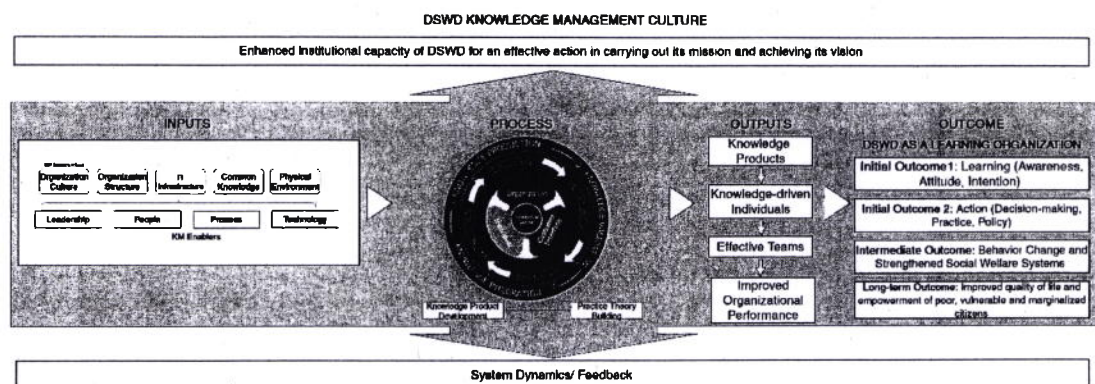 DSWD KNOWLEDGE MANAGEMENT CULTURE
Enhanced Institutional capacity of DSWD for an effective action in carrying out its mission and achieving its vision
INPUTS
Organization
Culture
Organization
Structure
IT
Infrastructure
Common
Knowledge
Physical
Environment
Leadership
People
Process
Technology
KM Enablers
PROCESS
Knowledge Product
Development
Practice Theory
Building
OUTPUTS
Knowledge
Products
Knowledge-driven
Individuals
Effective Teams
Improved
Organizational
Performance
OUTCOME
DSWD AS A LEARNING ORGANIZATION
Initial Outcome1: Learning (Awareness,
Attitude, Intention)
Initial Outcome 2: Action (Decision-making,
Practice, Policy)
Intermediate Outcome: Behavior Change and
Strengthened Social Welfare Systems
Long-term Outcome: Improved quality of life and
empowerment of poor, vulnerable and marginalized
citizens
System Dynamics/ Feedback